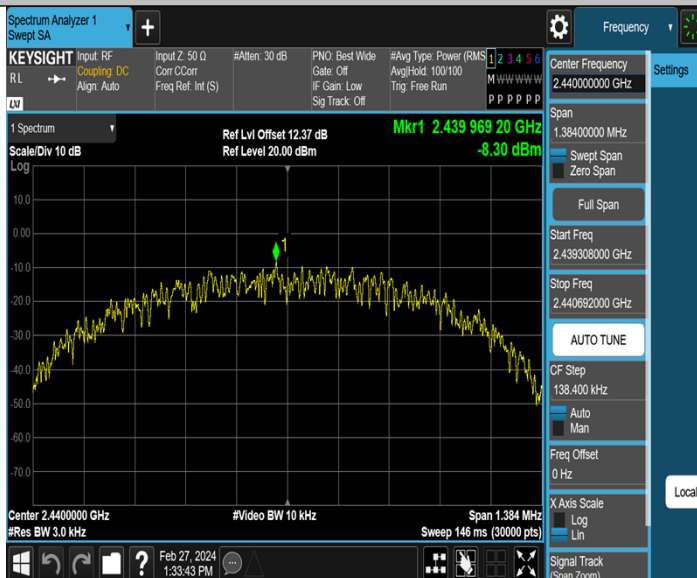 Spectrum Analyzer 1
Swept SA
Frequency
KEYSIGHT
RL
LXI
Input: RF
Coupling: DC
Align: Auto
Input Z: 50 Ω
Corr CCorr
Freq Ref: Int (S)
#Atten: 30 dB
PNO: Best Wide
Gate: Off
IF Gain: Low
Sig Track: Off
#Avg Type: Power (RMS
Avg|Hold: 100/100
Trig: Free Run
1 2 3 4 5 6
M W W W W W
P P P P P P
1 Spectrum
Scale/Div 10 dB
Log
Ref Lvl Offset 12.37 dB
Ref Level 20.00 dBm
Mkr1 2.439 969 20 GHz
-8.30 dBm
10.0
0.00
-10.0
-20.0
-30.0
-40.0
-50.0
-60.0
-70.0
1
Center 2.4400000 GHz
#Res BW 3.0 kHz
#Video BW 10 kHz
Span 1.384 MHz
Sweep 146 ms (30000 pts)
Feb 27, 2024
1:33:43 PM
Center Frequency
2.440000000 GHz
Span
1.38400000 MHz
Swept Span
Zero Span
Full Span
Start Freq
2.439308000 GHz
Stop Freq
2.440692000 GHz
AUTO TUNE
CF Step
138.400 kHz
Auto
Man
Freq Offset
0 Hz
X Axis Scale
Log
Lin
Signal Track
(Span Zoom)
Settings
Local